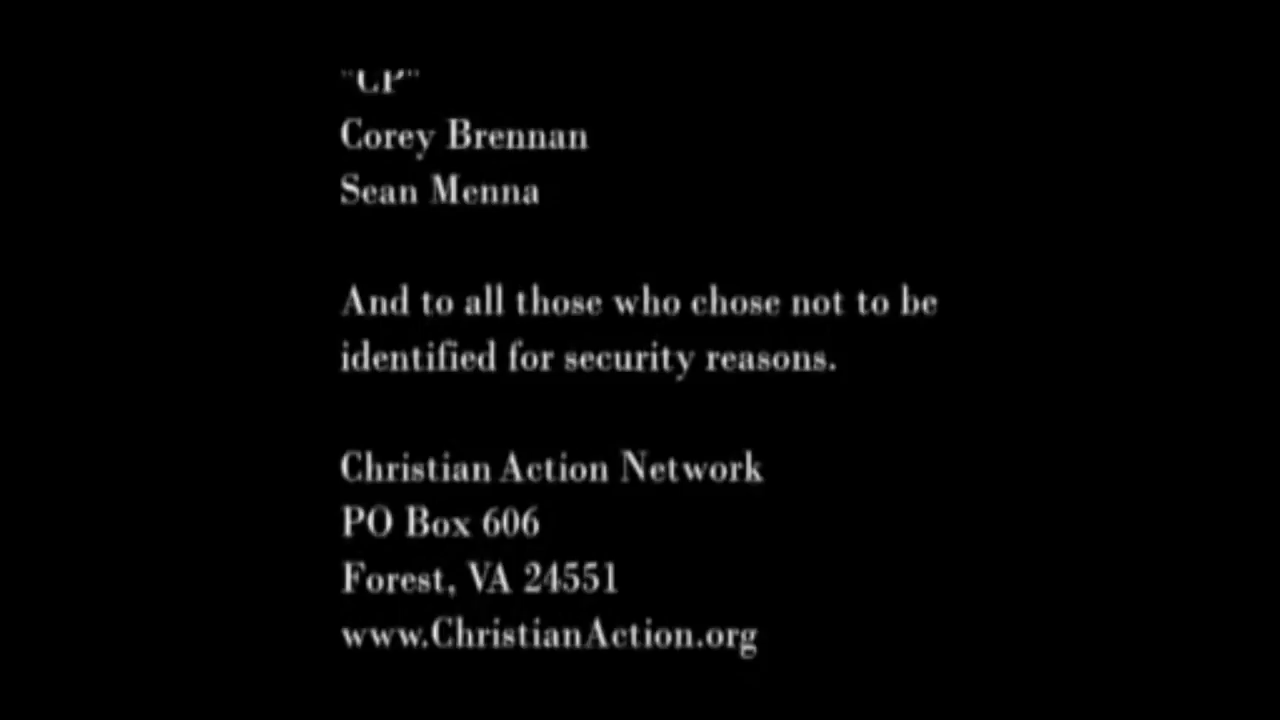 "CP"
Corey Brennan
Sean Menna
And to all those who chose not to be
identified for security reasons.
Christian Action Network
PO Box 606
Forest, VA 24551
www.ChristianAction.org